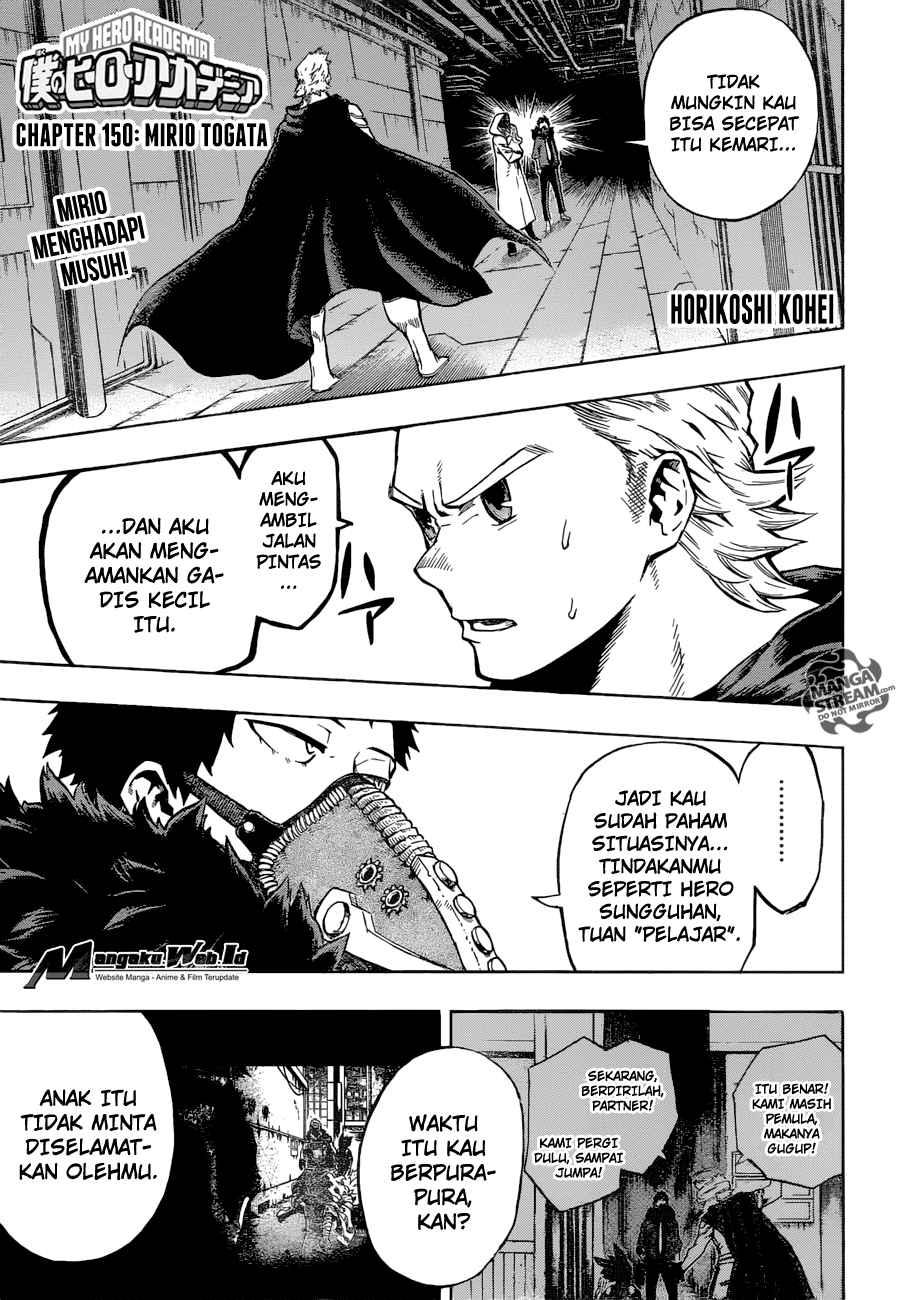 MY HERO ACADEMIA
僕のヒーローアカデミア
CHAPTER 150: MIRIO TOGATA
TIDAK
MUNGKIN KAU
BISA SECEPAT
ITU KEMARI...
MIRIO
MENGHADAPI
MUSUH!
HORIKOSHI KOHEI
AKU
MENG-
AMBIL
JALAN
PINTAS
...
...DAN AKU
AKAN MENG-
AMANKAN GA-
DIS KECIL
ITU.
MANGA
STREAM.com
DO NOT MIRROR
.........
JADI KAU
SUDAH PAHAM
SITUASINYA...
TINDAKANMU
SEPERTI HERO
SUNGGUHAN,
TUAN "PELAJAR".
Mangaku.Web.Id
Website Manga - Anime & Film Terupdate
ITU BENAR!
KAMI MASIH
PEMULA,
MAKANYA
GUGUP!
SEKARANG,
BERDIRILAH,
PARTNER!
KAMI PERGI
DULU, SAMPAI
JUMPA!
WAKTU
ITU KAU
BERPURA-
PURA,
KAN?
ANAK ITU
TIDAK MINTA
DISELAMAT-
KAN OLEHMU.